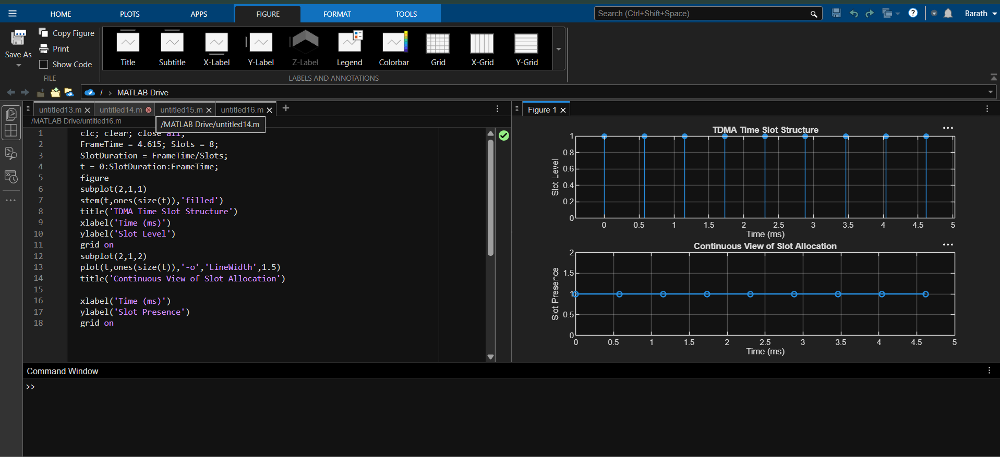 HOME PLOTS APPS FIGURE FORMAT TOOLS Search (Ctrl+Shift+Space) ? Barath
Save As
Copy Figure
Print
Show Code
FILE
Title Subtitle X-Label Y-Label Z-Label Legend Colorbar Grid X-Grid Y-Grid
LABELS AND ANNOTATIONS
/ › MATLAB Drive
untitled13.m untitled14.m untitled15.m untitled16.m +
/MATLAB Drive/untitled16.m
/MATLAB Drive/untitled14.m
1 clc; clear; close all;
2 FrameTime = 4.615; Slots = 8;
3 SlotDuration = FrameTime/Slots;
4 t = 0:SlotDuration:FrameTime;
5 figure
6 subplot(2,1,1)
7 stem(t,ones(size(t)),'filled')
8 title('TDMA Time Slot Structure')
9 xlabel('Time (ms)')
10 ylabel('Slot Level')
11 grid on
12 subplot(2,1,2)
13 plot(t,ones(size(t)),'-o','LineWidth',1.5)
14 title('Continuous View of Slot Allocation')
15
16 xlabel('Time (ms)')
17 ylabel('Slot Presence')
18 grid on
Figure 1
TDMA Time Slot Structure
Slot Level
1
0.8
0.6
0.4
0.2
0
0 0.5 1 1.5 2 2.5 3 3.5 4 4.5 5
Time (ms)
Continuous View of Slot Allocation
Slot Presence
2
1.5
1
0.5
0
0 0.5 1 1.5 2 2.5 3 3.5 4 4.5 5
Time (ms)
Command Window
>>